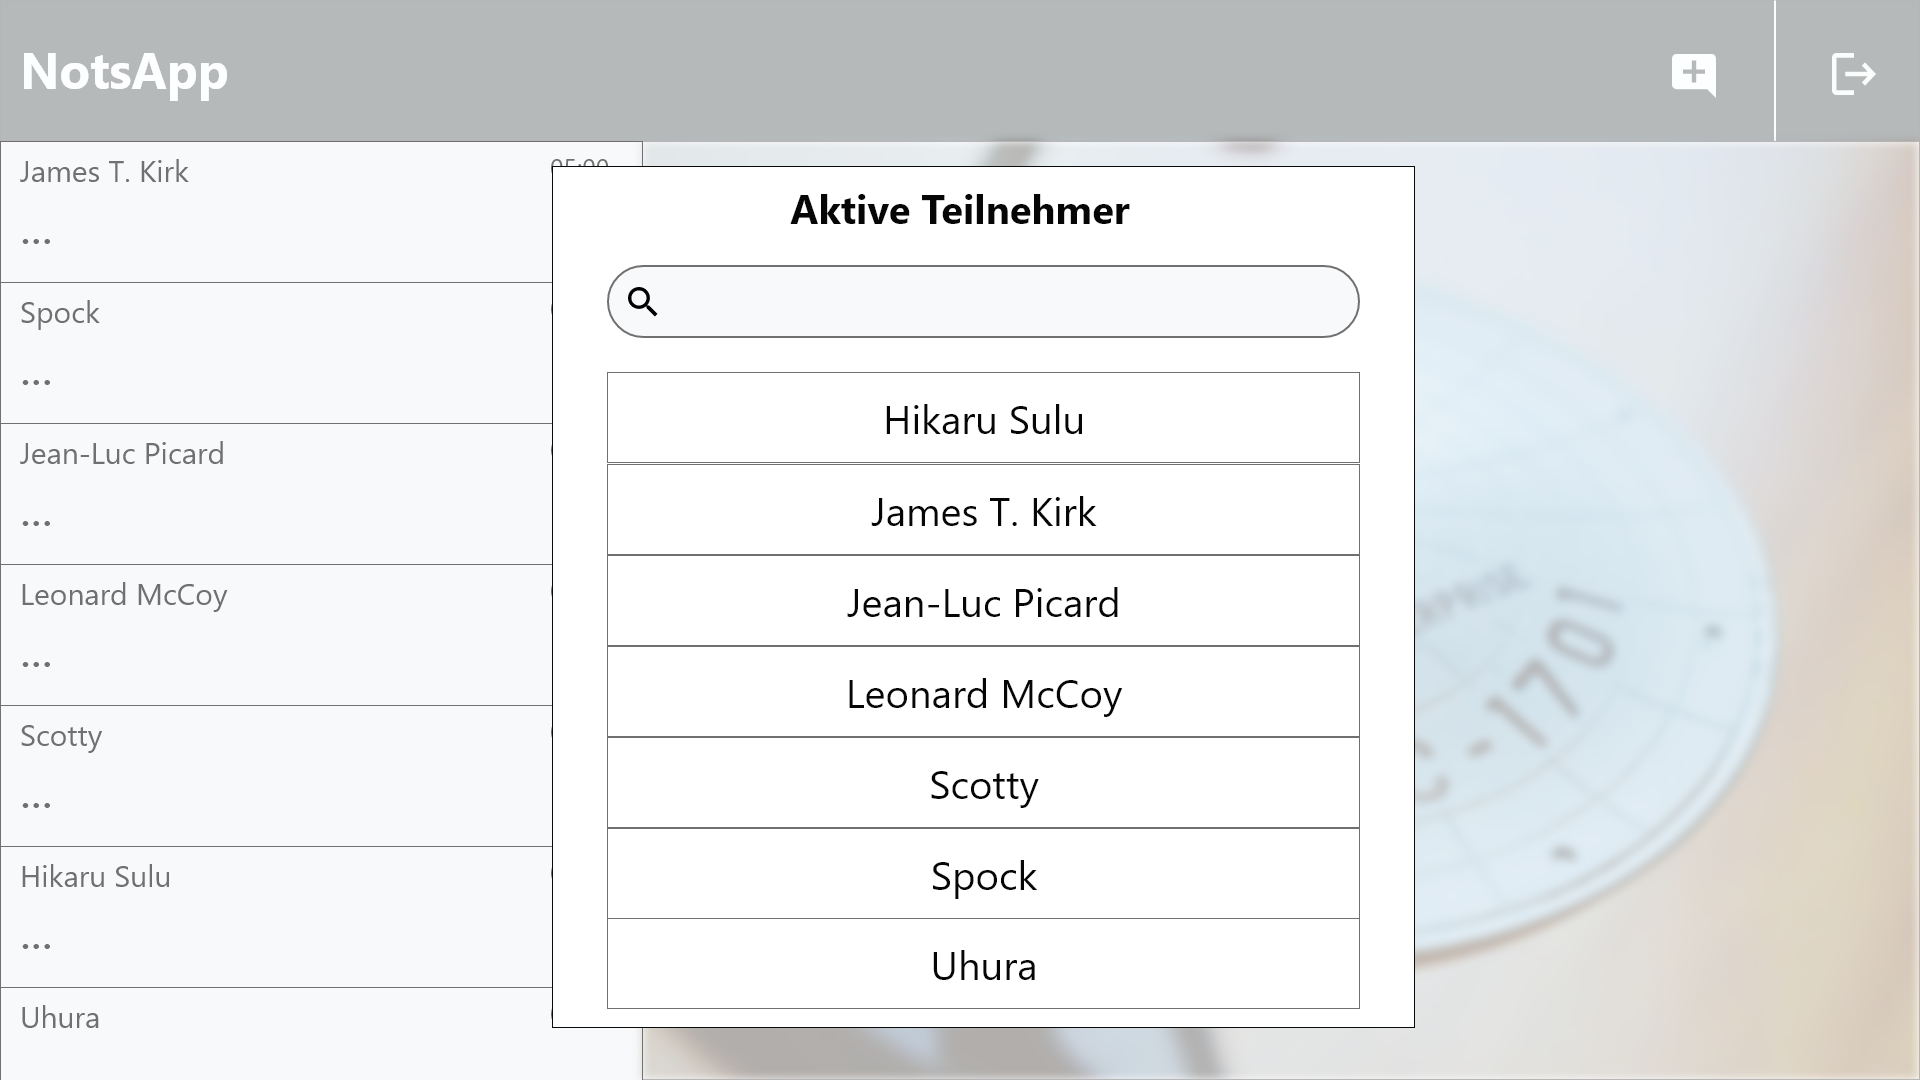 NotsApp
James T. Kirk
...
Spock
...
Jean-Luc Picard
...
Leonard McCoy
...
Scotty
...
Hikaru Sulu
...
Uhura
Aktive Teilnehmer
Hikaru Sulu
James T. Kirk
Jean-Luc Picard
Leonard McCoy
Scotty
Spock
Uhura
C-1701